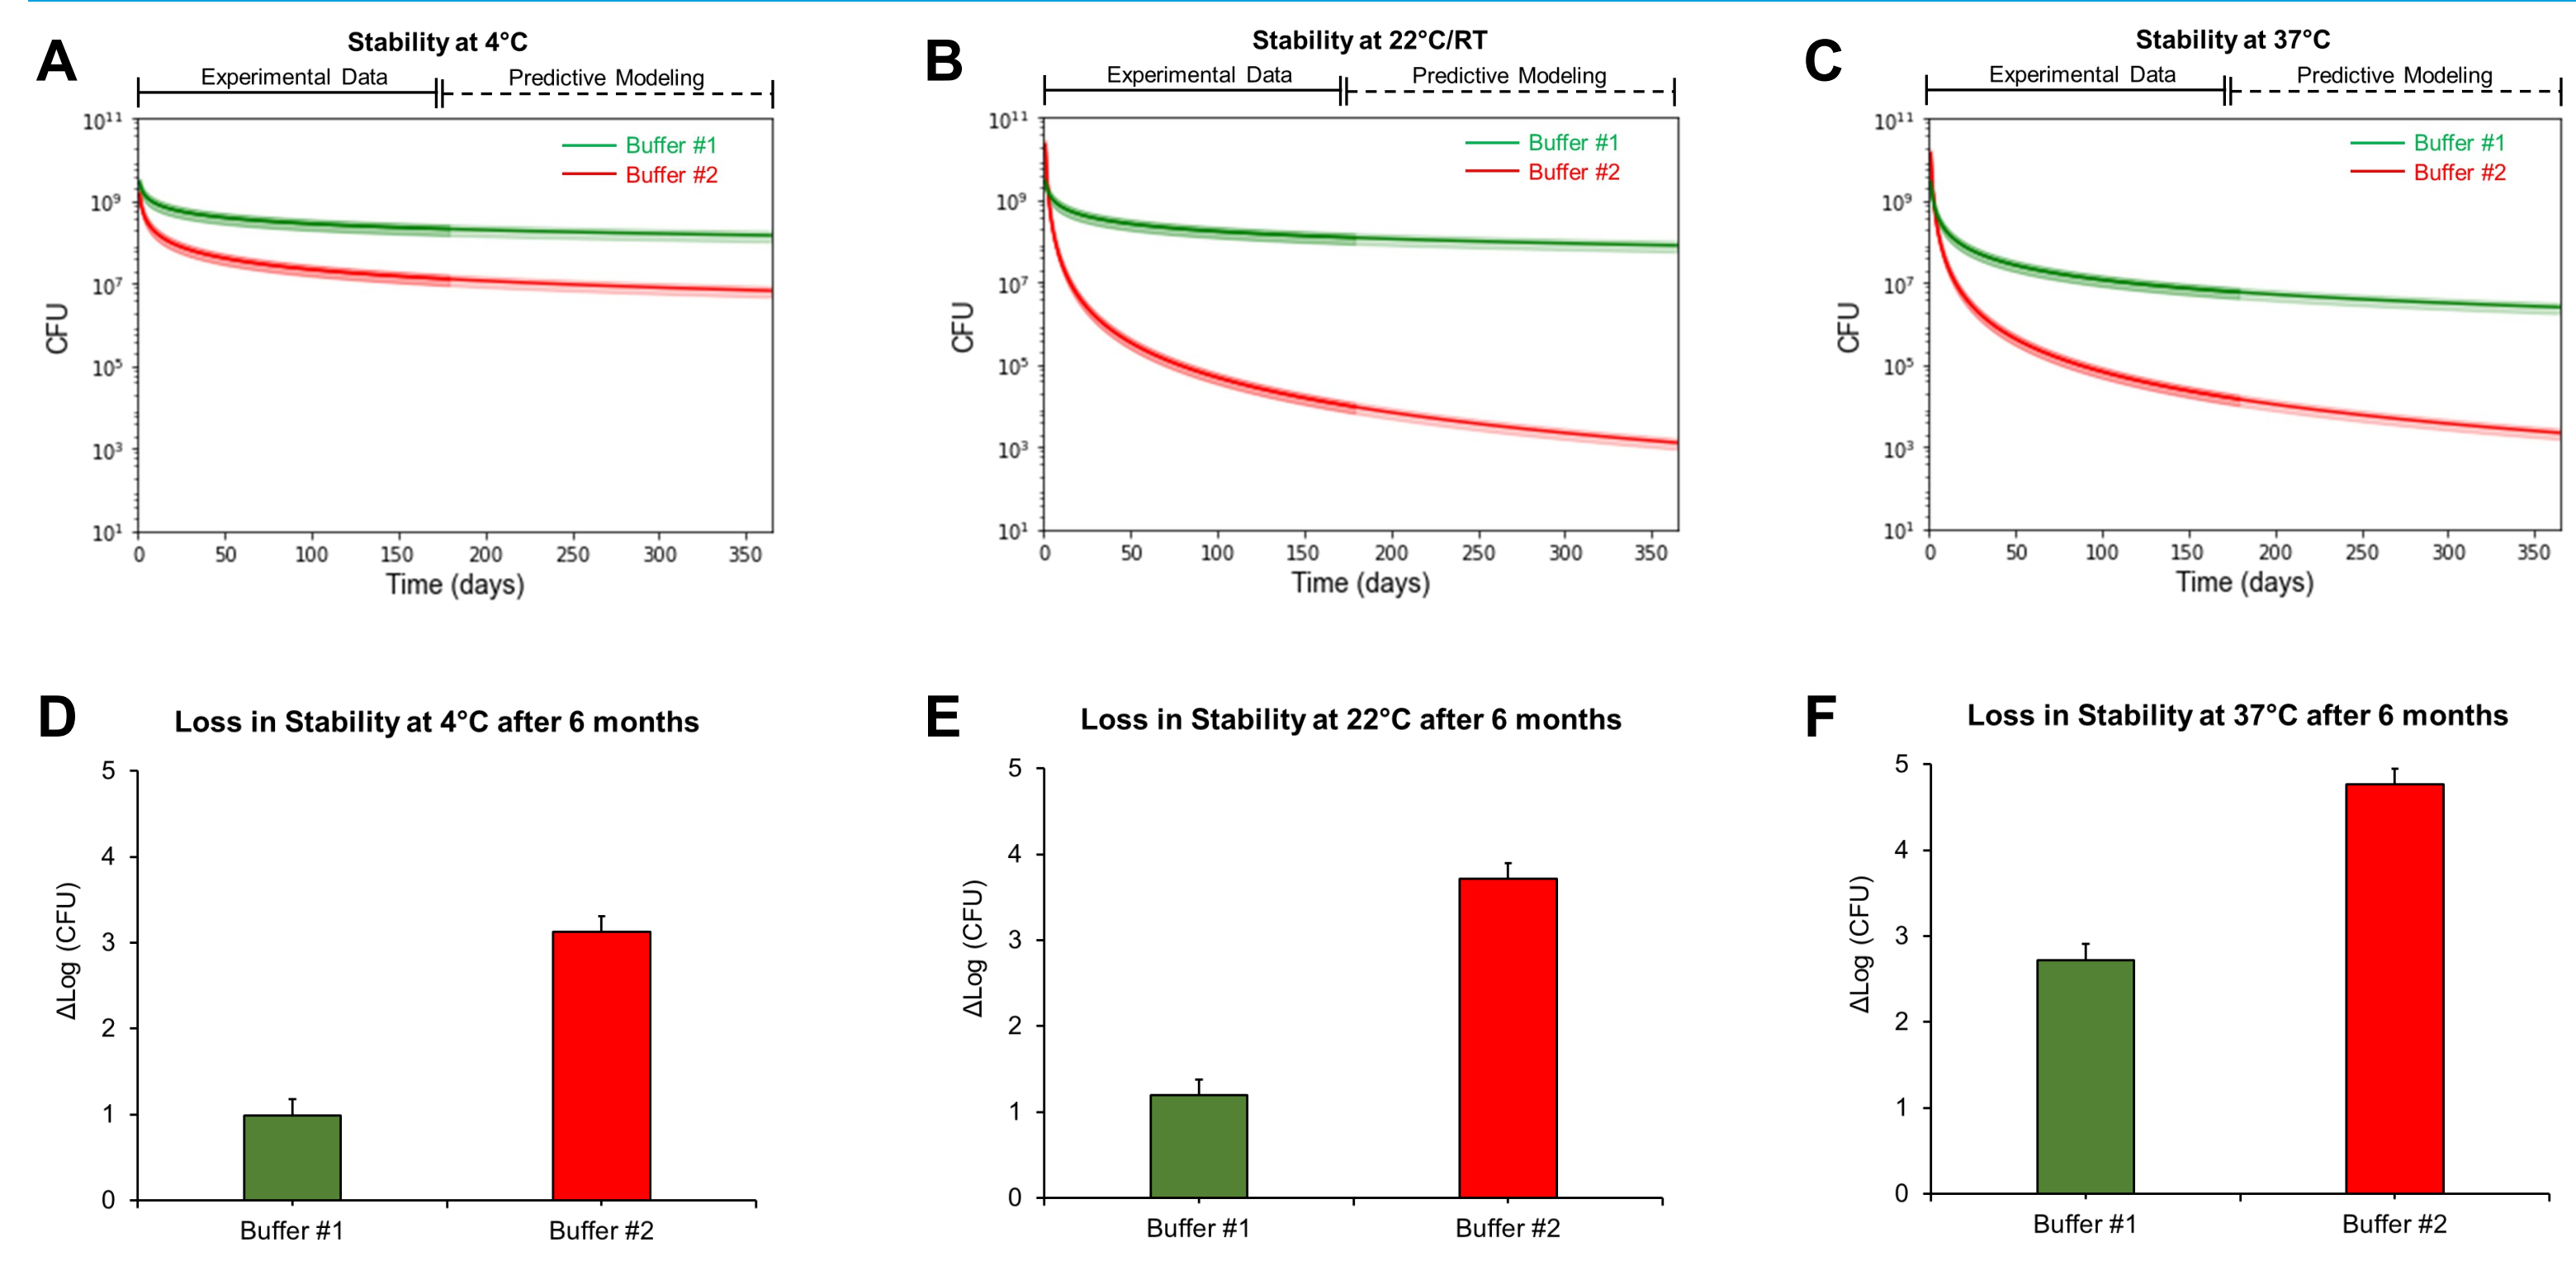 A
Stability at 4°C
Experimental Data
Predictive Modeling
Buffer #1
Buffer #2
10¹¹
10⁹
10⁷
10⁵
10³
10¹
CFU
0 50 100 150 200 250 300 350
Time (days)
B
Stability at 22°C/RT
Experimental Data
Predictive Modeling
Buffer #1
Buffer #2
10¹¹
10⁹
10⁷
10⁵
10³
10¹
CFU
0 50 100 150 200 250 300 350
Time (days)
C
Stability at 37°C
Experimental Data
Predictive Modeling
Buffer #1
Buffer #2
10¹¹
10⁹
10⁷
10⁵
10³
10¹
CFU
0 50 100 150 200 250 300 350
Time (days)
D
Loss in Stability at 4°C after 6 months
5
4
3
2
1
0
ΔLog (CFU)
Buffer #1 Buffer #2
E
Loss in Stability at 22°C after 6 months
5
4
3
2
1
0
ΔLog (CFU)
Buffer #1 Buffer #2
F
Loss in Stability at 37°C after 6 months
5
4
3
2
1
0
ΔLog (CFU)
Buffer #1 Buffer #2